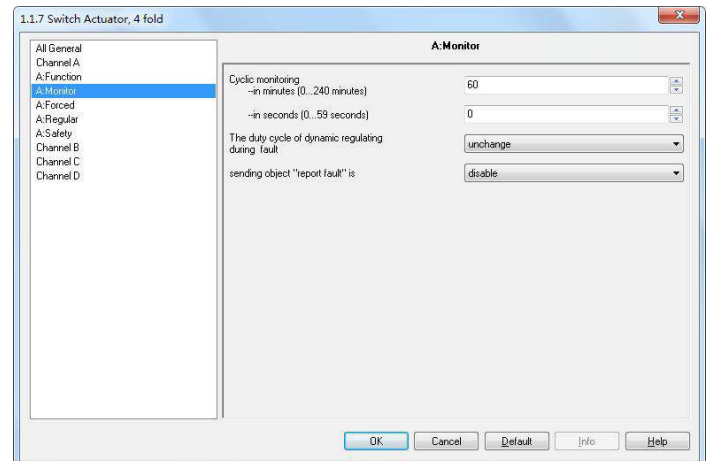 1.1.7 Switch Actuator, 4 fold
All General
Channel A
A:Function
A:Monitor
A:Forced
A:Regular
A:Safety
Channel B
Channel C
Channel D
A:Monitor
Cyclic monitoring
--in minutes (0...240 minutes)
60
--in seconds (0...59 seconds)
0
The duty cycle of dynamic regulating
during fault
unchange
sending object "report fault" is
disable
OK
Cancel
Default
Info
Help